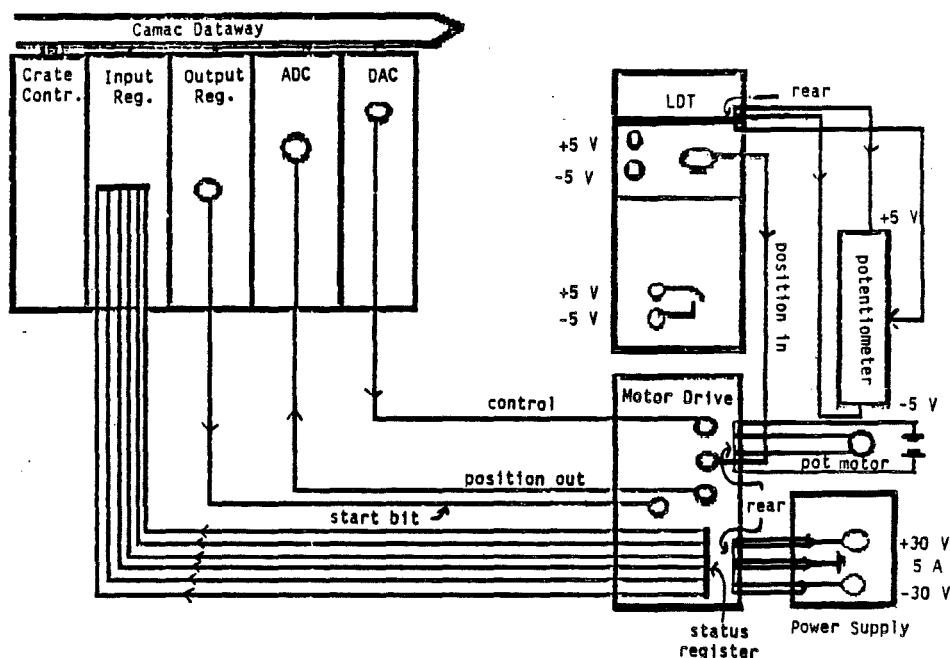 Camac Dataway
Crate
Contr.
Input
Reg.
Output
Reg.
ADC
DAC
LDT
rear
+5 V
-5 V
+5 V
-5 V
position in
+5 V
potentiometer
-5 V
control
Motor Drive
pot motor
position out
start bit
rear
+30 V
5 A
-30 V
status
register
Power Supply